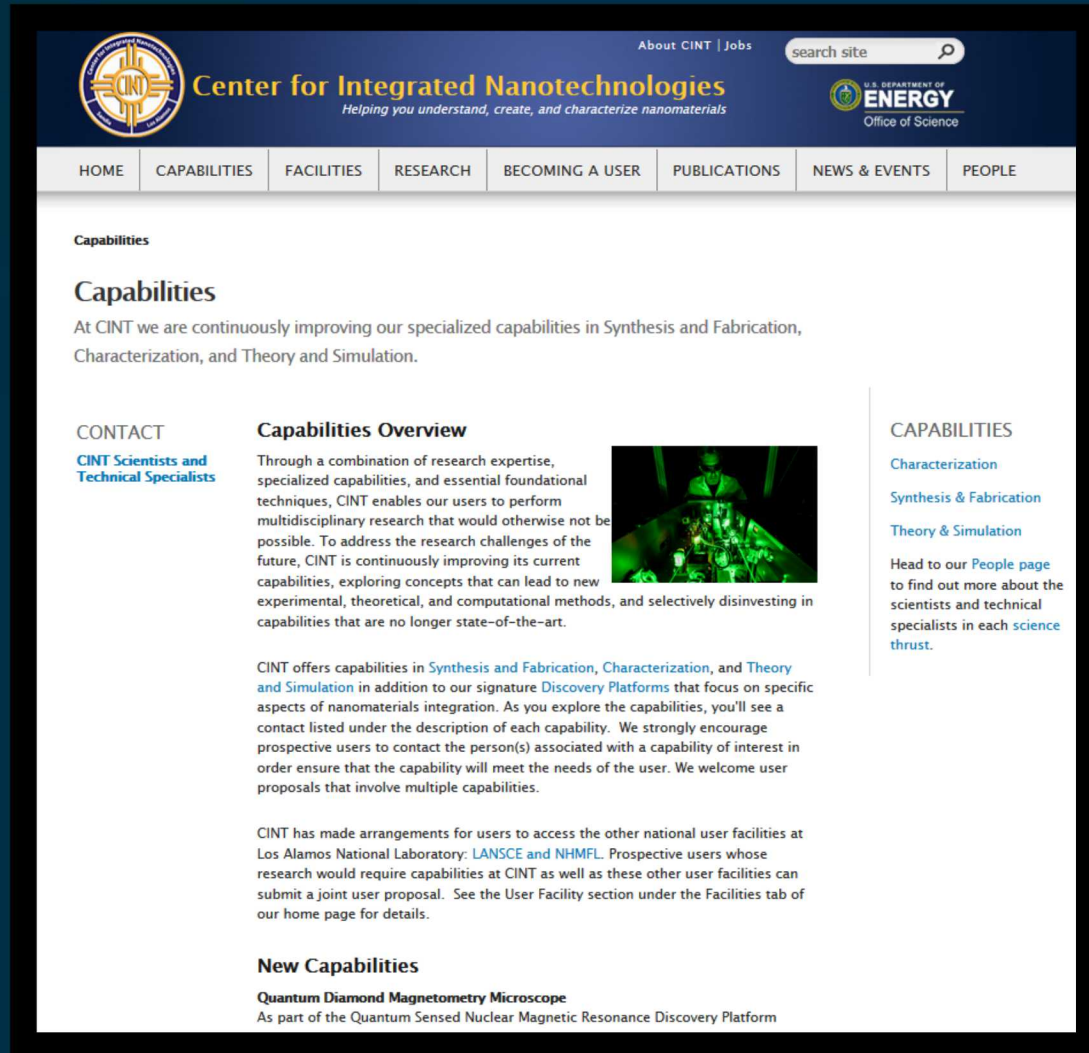 About CINT | Jobs
search site
Center for Integrated Nanotechnologies
Helping you understand, create, and characterize nanomaterials
Center for Integrated Nanotechnologies
CINT
Sandia
Los Alamos
U.S. DEPARTMENT OF
ENERGY
Office of Science
HOME
CAPABILITIES
FACILITIES
RESEARCH
BECOMING A USER
PUBLICATIONS
NEWS & EVENTS
PEOPLE
Capabilities
Capabilities
At CINT we are continuously improving our specialized capabilities in Synthesis and Fabrication,
Characterization, and Theory and Simulation.
CONTACT
CINT Scientists and
Technical Specialists
Capabilities Overview
Through a combination of research expertise,
specialized capabilities, and essential foundational
techniques, CINT enables our users to perform
multidisciplinary research that would otherwise not be
possible. To address the research challenges of the
future, CINT is continuously improving its current
capabilities, exploring concepts that can lead to new
experimental, theoretical, and computational methods, and selectively disinvesting in
capabilities that are no longer state-of-the-art.
CINT offers capabilities in Synthesis and Fabrication, Characterization, and Theory
and Simulation in addition to our signature Discovery Platforms that focus on specific
aspects of nanomaterials integration. As you explore the capabilities, you'll see a
contact listed under the description of each capability. We strongly encourage
prospective users to contact the person(s) associated with a capability of interest in
order ensure that the capability will meet the needs of the user. We welcome user
proposals that involve multiple capabilities.
CINT has made arrangements for users to access the other national user facilities at
Los Alamos National Laboratory: LANSCE and NHMFL. Prospective users whose
research would require capabilities at CINT as well as these other user facilities can
submit a joint user proposal. See the User Facility section under the Facilities tab of
our home page for details.
New Capabilities
Quantum Diamond Magnetometry Microscope
As part of the Quantum Sensed Nuclear Magnetic Resonance Discovery Platform
CAPABILITIES
Characterization
Synthesis & Fabrication
Theory & Simulation
Head to our People page
to find out more about the
scientists and technical
specialists in each science
thrust.